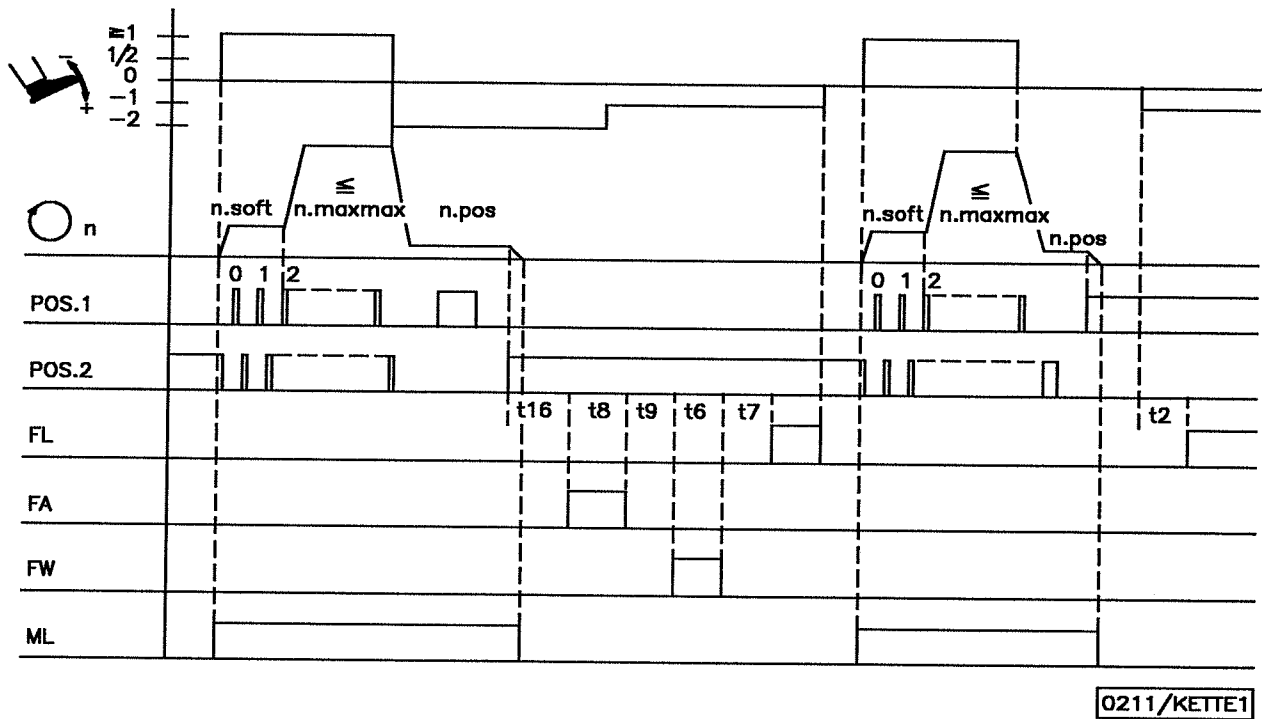 ≧1
1/2
0
−1
−2
−
+
≦ ≦
n.soft n.maxmax n.pos n.soft n.maxmax
n n.pos
0 1 2 0 1 2
POS.1
POS.2
t16 t8 t9 t6 t7 t2
FL
FA
FW
ML
0211/KETTE1